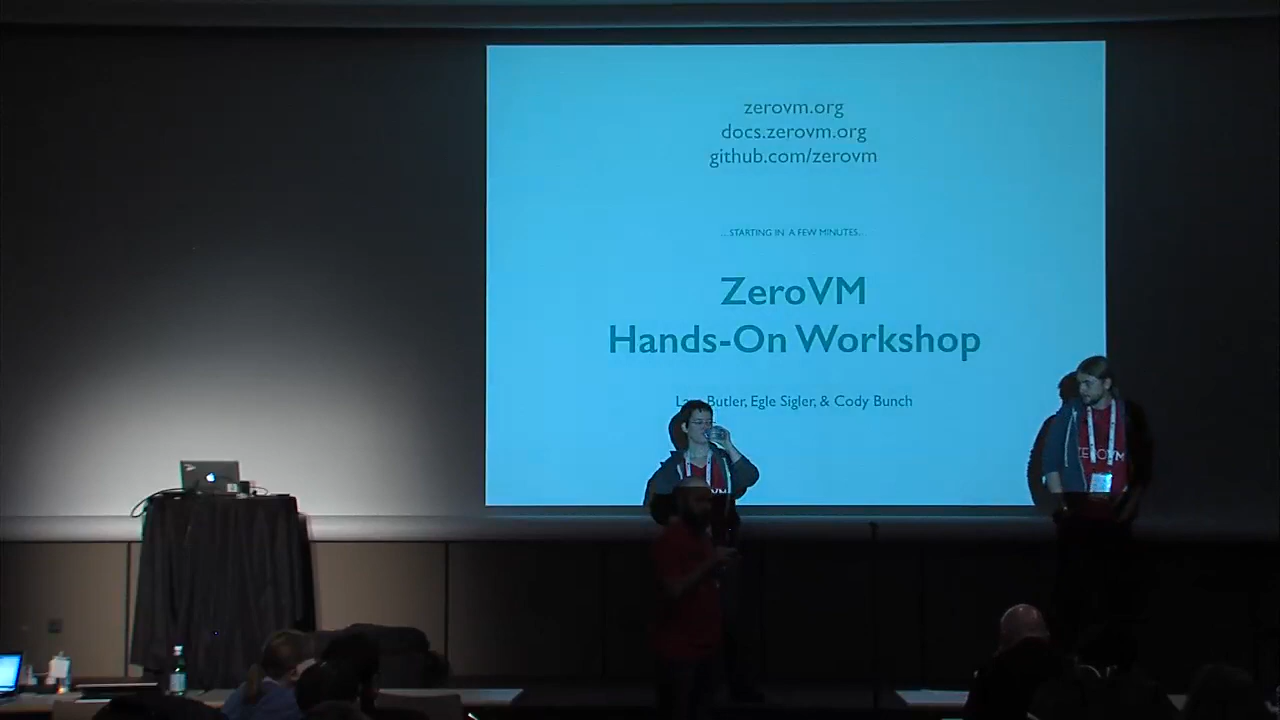 zerovm.org
docs.zerovm.org
github.com/zerovm
...STARTING IN A FEW MINUTES...
ZeroVM
Hands-On Workshop
Butler, Egle Sigler, & Cody Bunch
ZEROVM